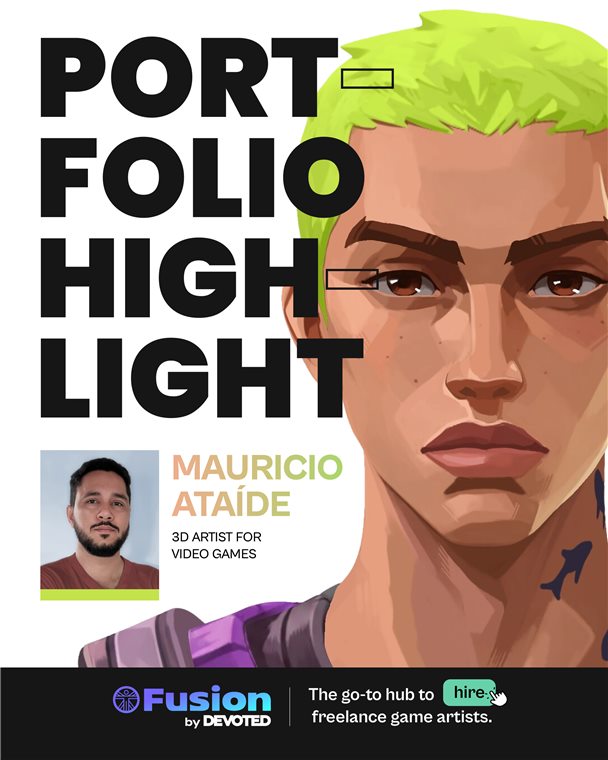 PORT-
FOLIO
HIGH-
LIGHT
MAURICIO
ATAÍDE
3D ARTIST FOR
VIDEO GAMES
Fusion
by DEVOTED
The go-to hub to hire
freelance game artists.